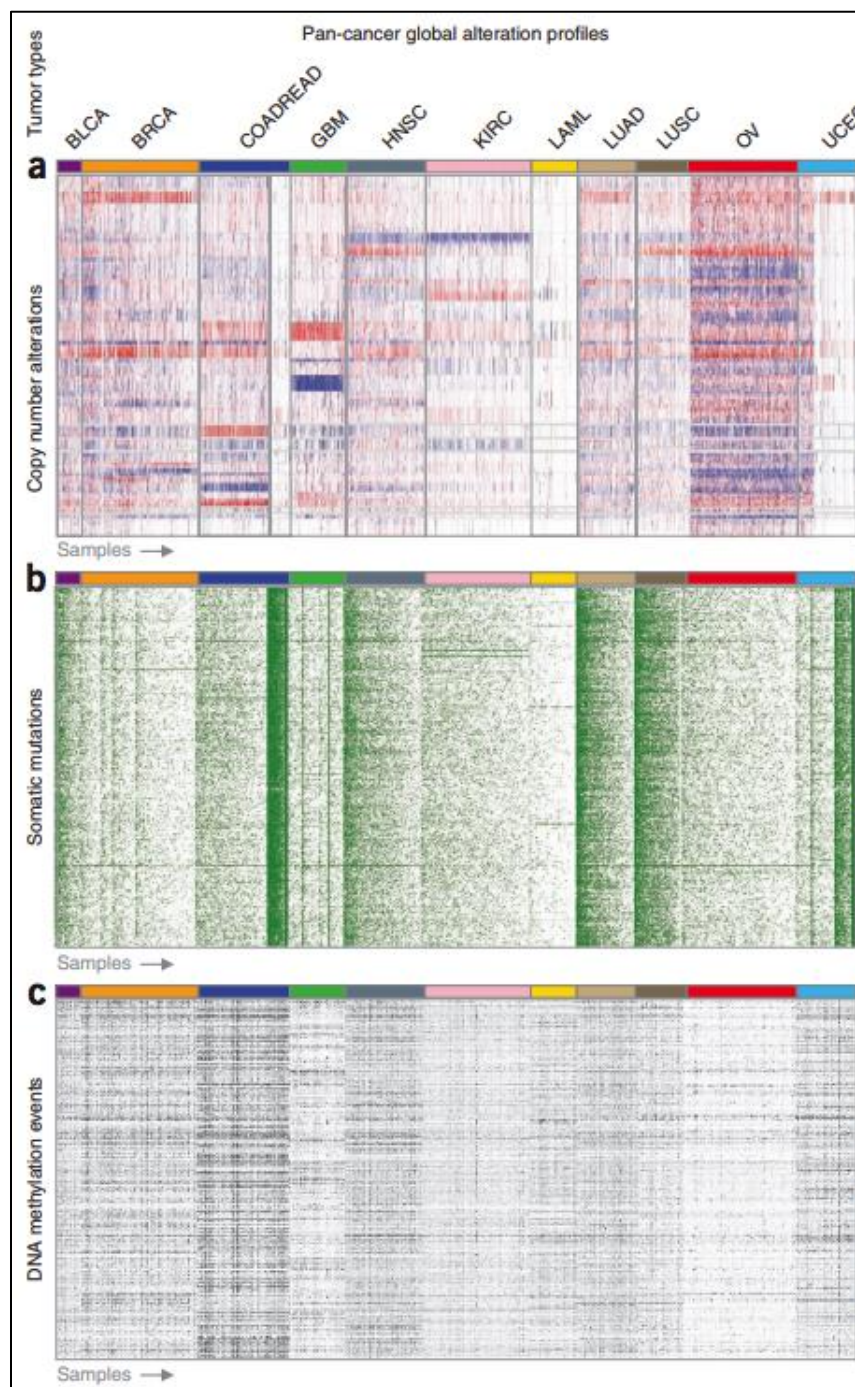 Pan-cancer global alteration profiles
Tumor types
BLCA
BRCA
COADREAD
GBM
HNSC
KIRC
LAML
LUAD
LUSC
OV
UCEC
a
Copy number alterations
Samples →
b
Somatic mutations
Samples →
c
DNA methylation events
Samples →